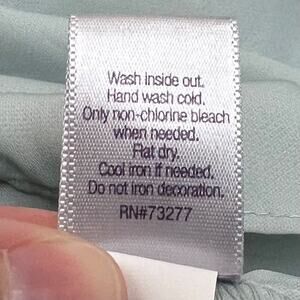 Wash inside out.
Hand wash cold.
Only non-chlorine bleach
when needed.
Flat dry.
Cool iron if needed.
Do not iron decoration.
RN#73277